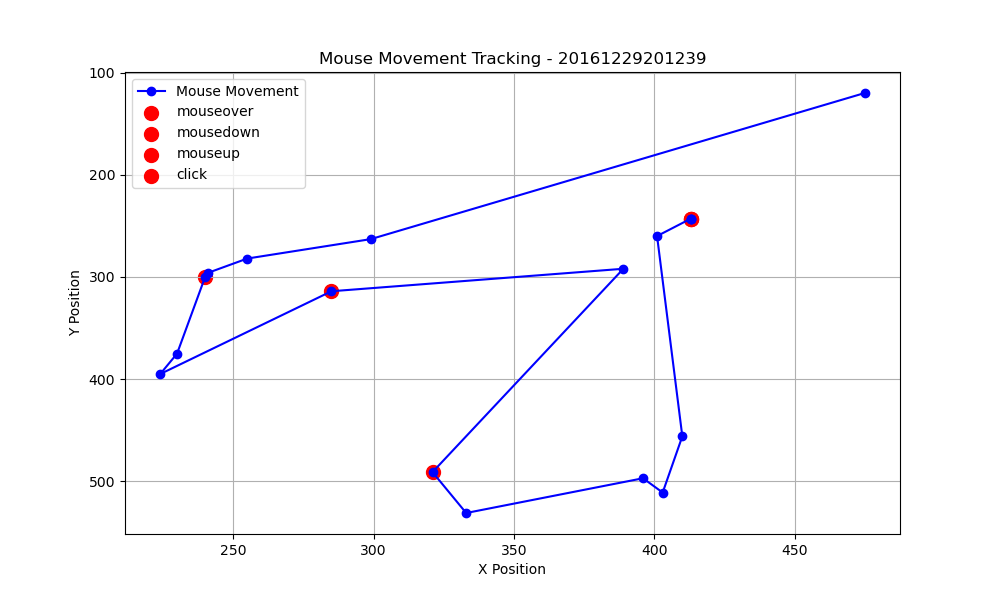 Mouse Movement Tracking - 20161229201239
Mouse Movement
mouseover
mousedown
mouseup
click
Y Position
100
200
300
400
500
250
300
350
400
450
X Position